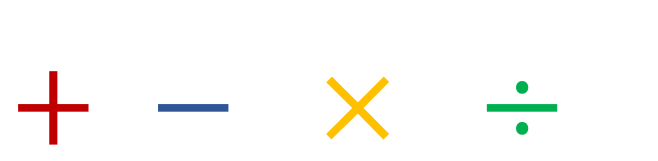 + − × ÷